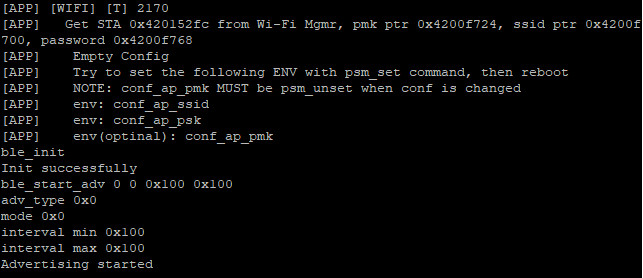 [APP] [WIFI] [T] 2170
[APP]   Get STA 0x420152fc from Wi-Fi Mgmr, pmk ptr 0x4200f724, ssid ptr 0x4200f
700, password 0x4200f768
[APP]    Empty Config
[APP]    Try to set the following ENV with psm_set command, then reboot
[APP]    NOTE: conf_ap_pmk MUST be psm_unset when conf is changed
[APP]    env: conf_ap_ssid
[APP]    env: conf_ap_psk
[APP]    env(optinal): conf_ap_pmk
ble_init
Init successfully
ble_start_adv 0 0 0x100 0x100
adv_type 0x0
mode 0x0
interval min 0x100
interval max 0x100
Advertising started